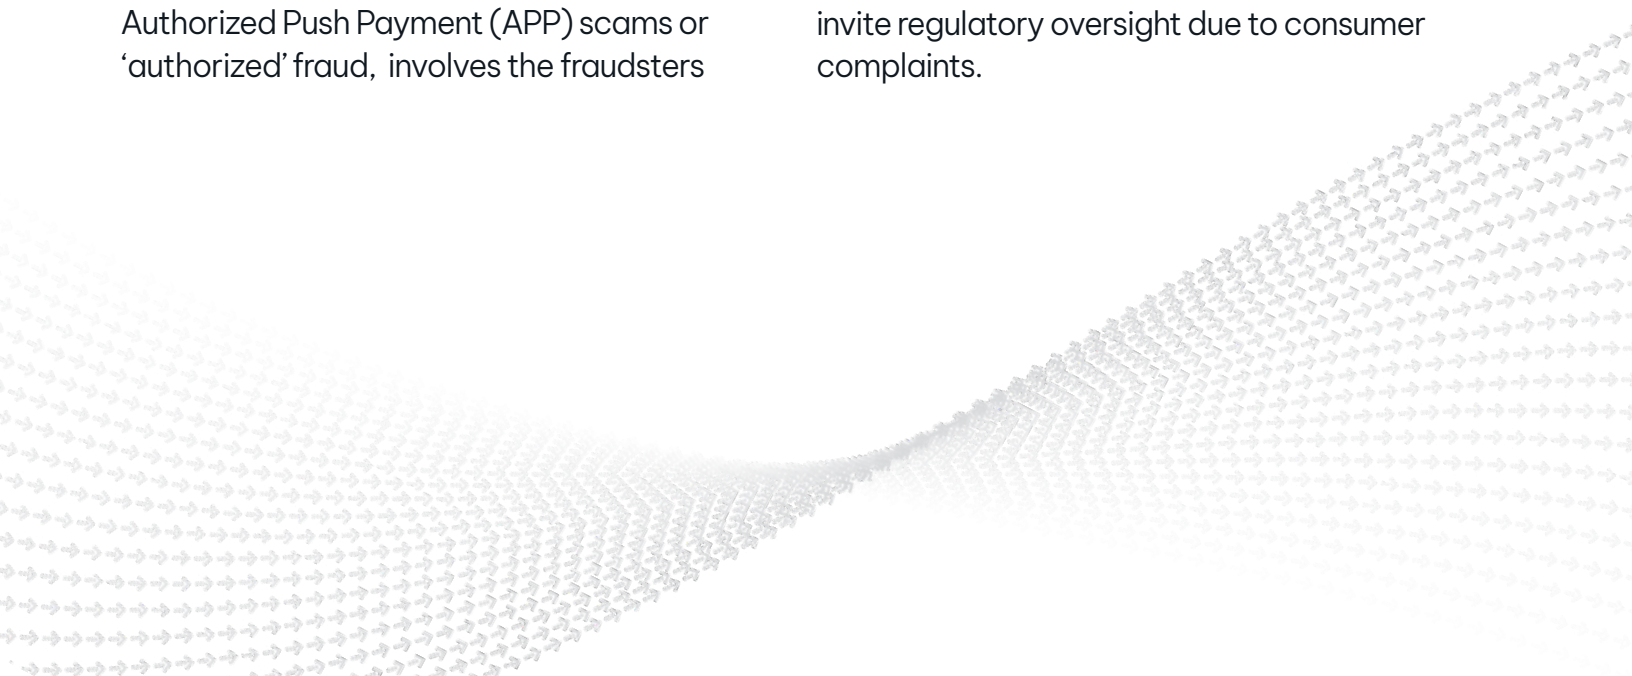 Authorized Push Payment (APP) scams or
‘authorized’ fraud, involves the fraudsters
invite regulatory oversight due to consumer
complaints.